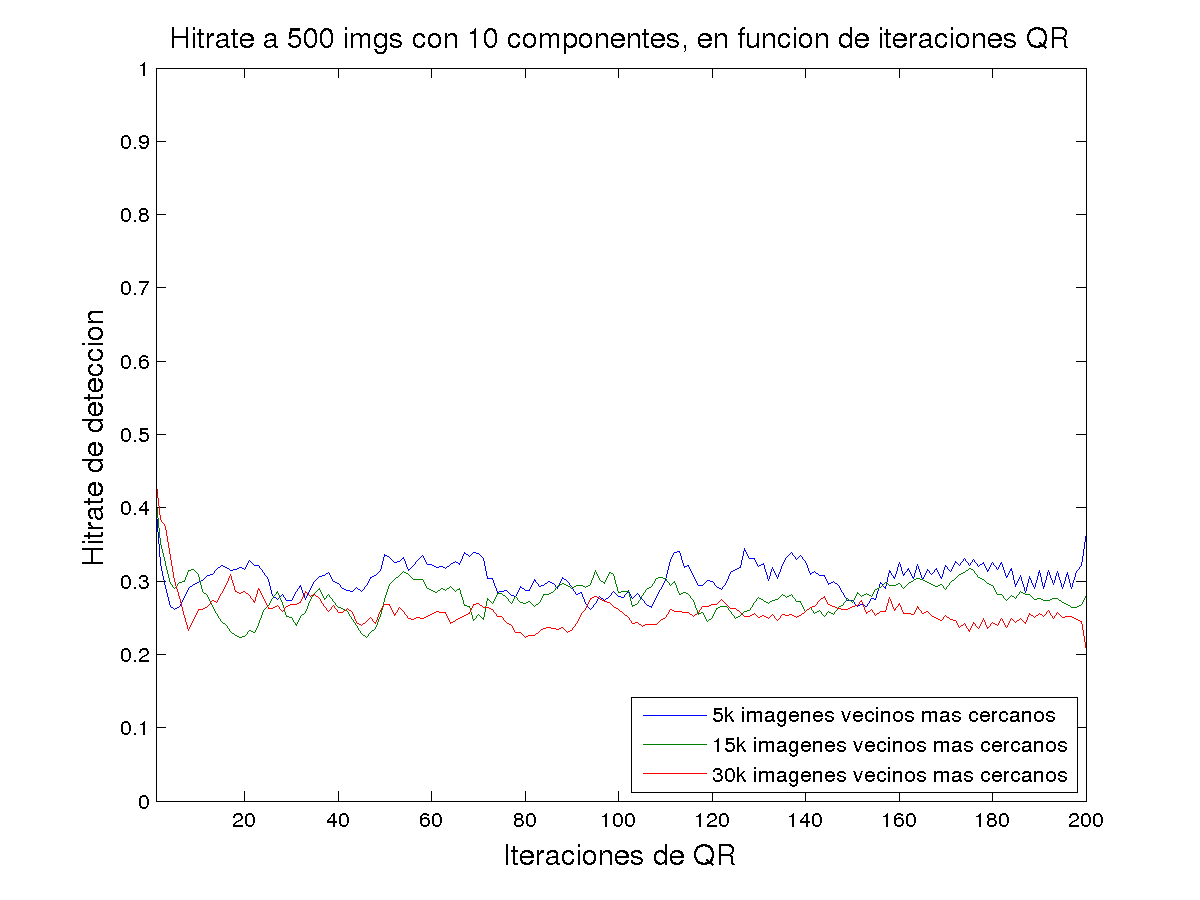 Hitrate a 500 imgs con 10 componentes, en funcion de iteraciones QR
1
0.9
0.8
0.7
0.6
0.5
0.4
0.3
0.2
0.1
0
Hitrate de deteccion
5k imagenes vecinos mas cercanos
15k imagenes vecinos mas cercanos
30k imagenes vecinos mas cercanos
20 40 60 80 100 120 140 160 180 200
Iteraciones de QR